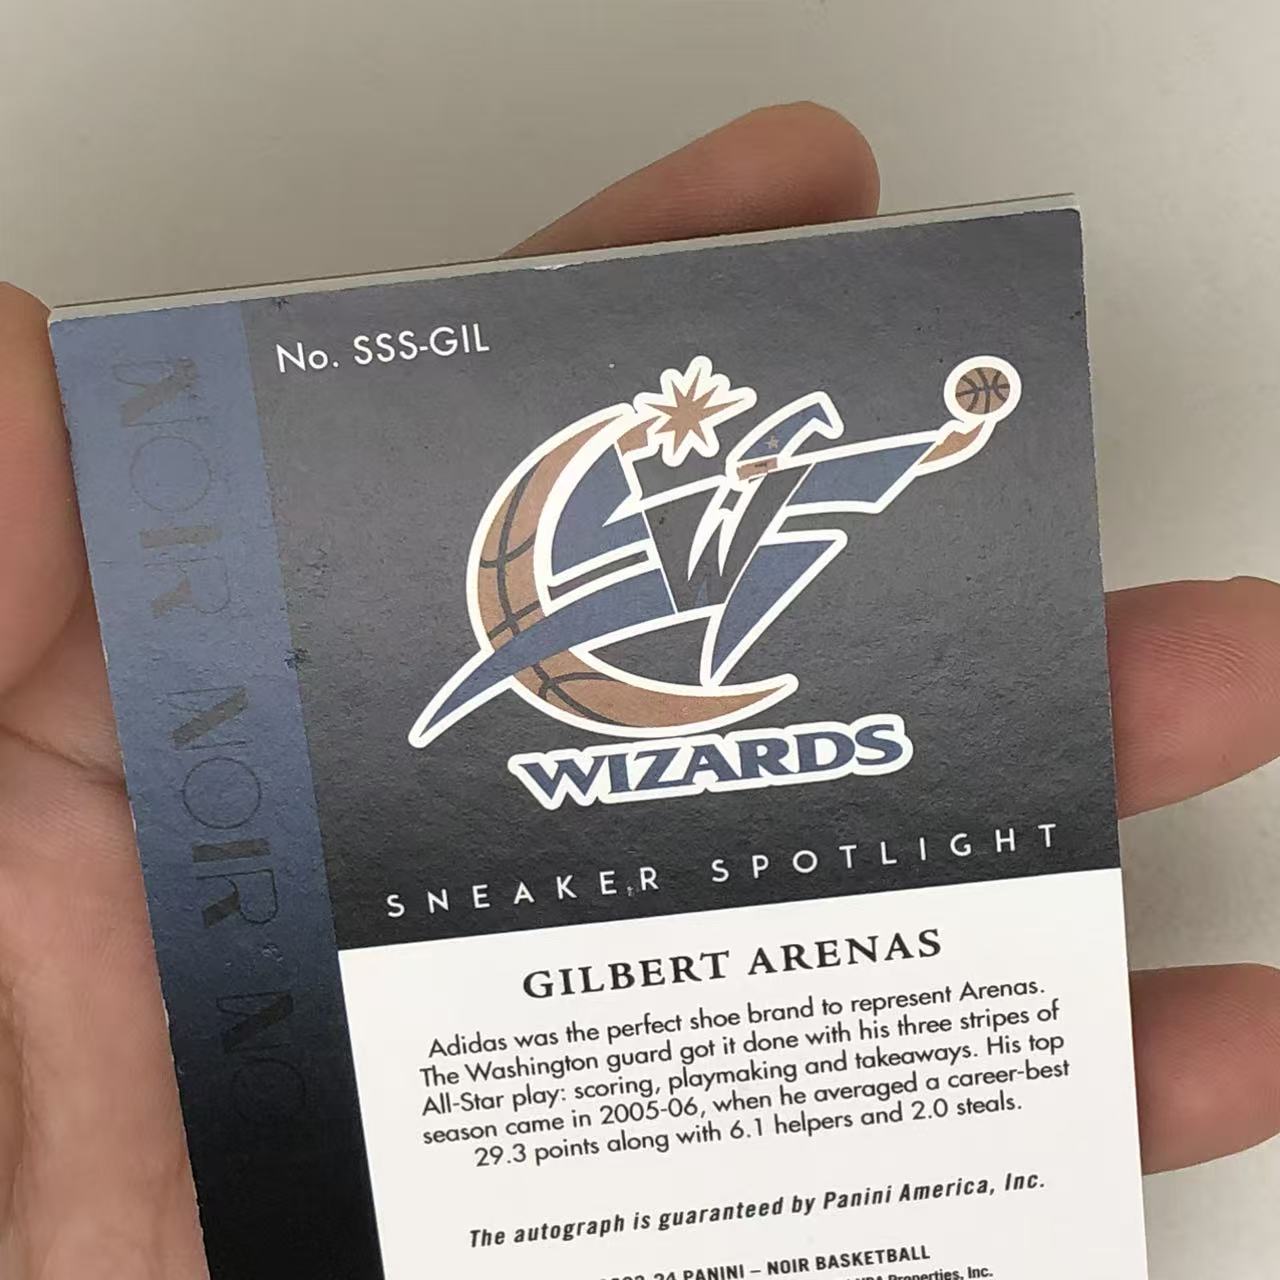 No. SSS-GIL
NOIR NOIR NO
W
WIZARDS
SNEAKER SPOTLIGHT
GILBERT ARENAS
Adidas was the perfect shoe brand to represent Arenas.
The Washington guard got it done with his three stripes of
All-Star play: scoring, playmaking and takeaways. His top
season came in 2005-06, when he averaged a career-best
29.3 points along with 6.1 helpers and 2.0 steals.
The autograph is guaranteed by Panini America, Inc.
24 PANINI – NOIR BASKETBALL
Properties, Inc.